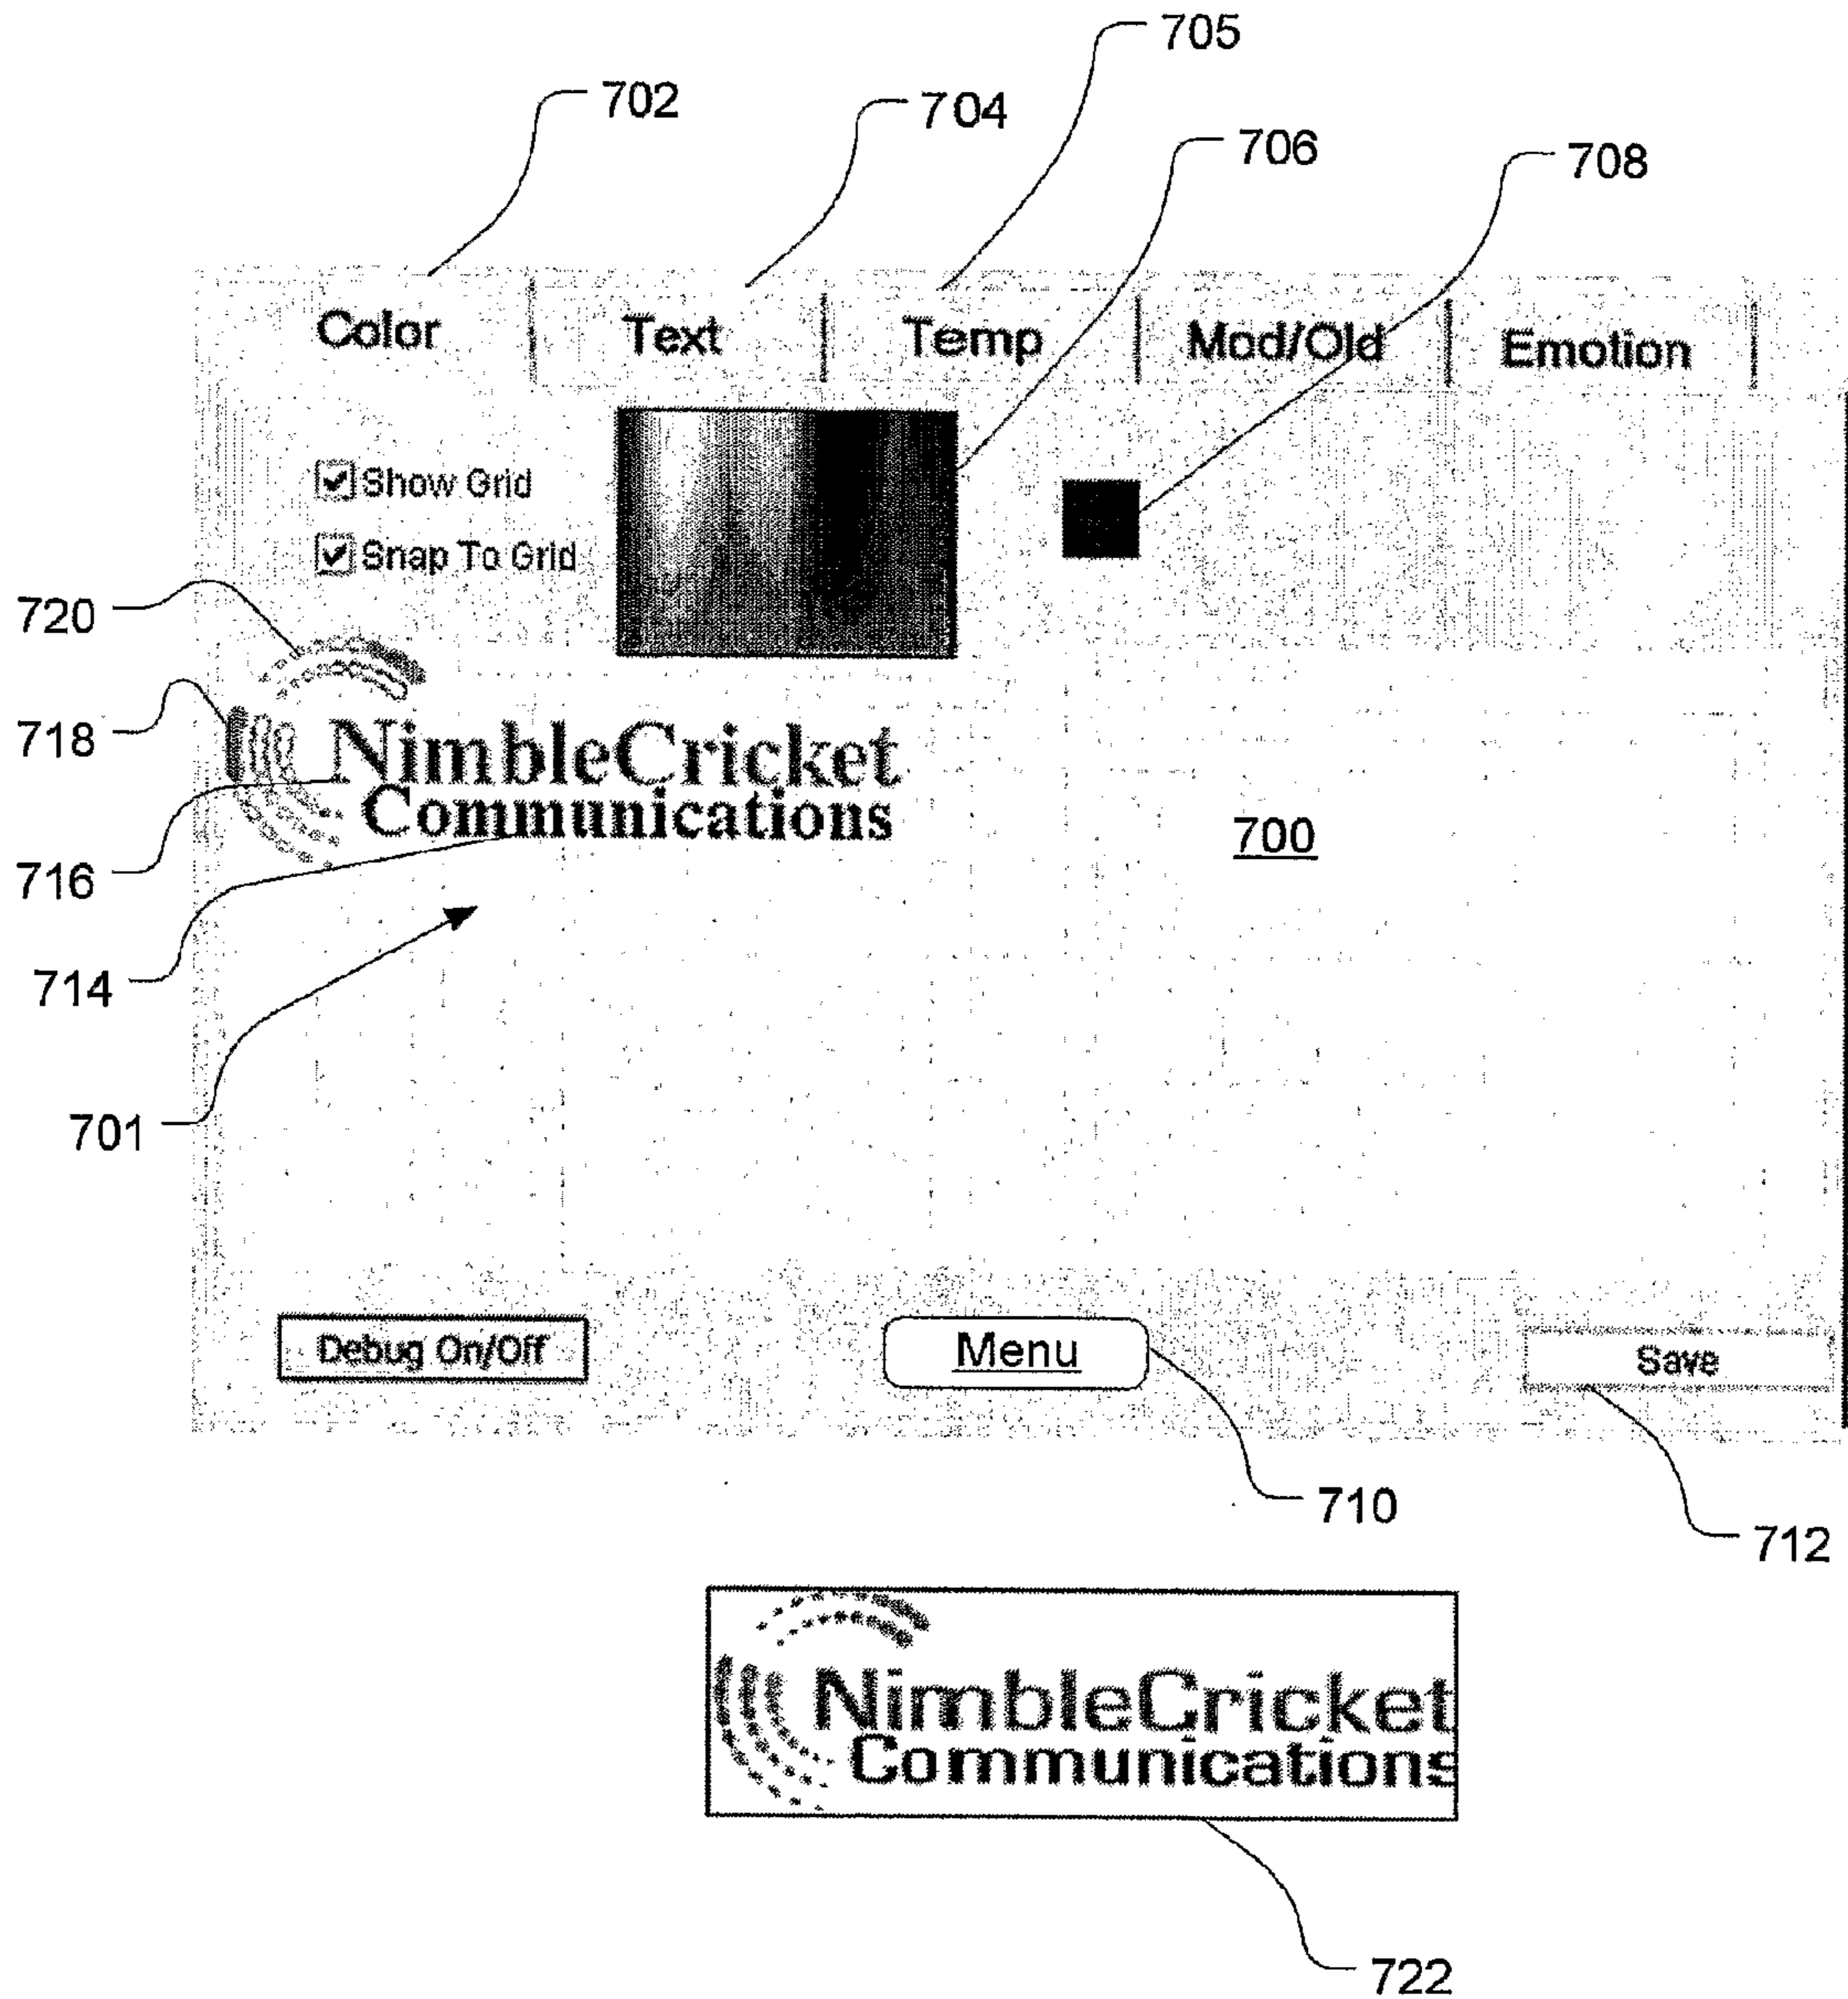 705
702
704
706
708
Color
Text
Temp
Mod/Old
Emotion
Show Grid
Snap To Grid
720
718
NimbleCricket
Communications
700
716
714
701
Debug On/Off
Menu
Save
710
712
NimbleCricket
Communications
722